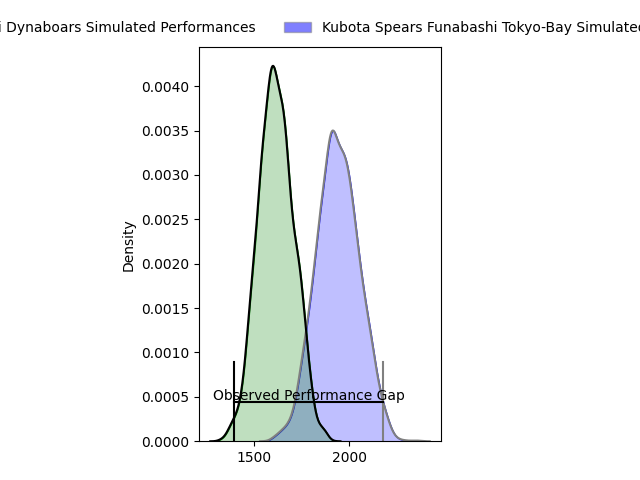 i Dynaboars Simulated Performances
Kubota Spears Funabashi Tokyo-Bay Simulated
0.0040
0.0035
0.0030
0.0025
0.0020
0.0015
0.0010
0.0005
0.0000
Density
Observed Performance Gap
1500
2000